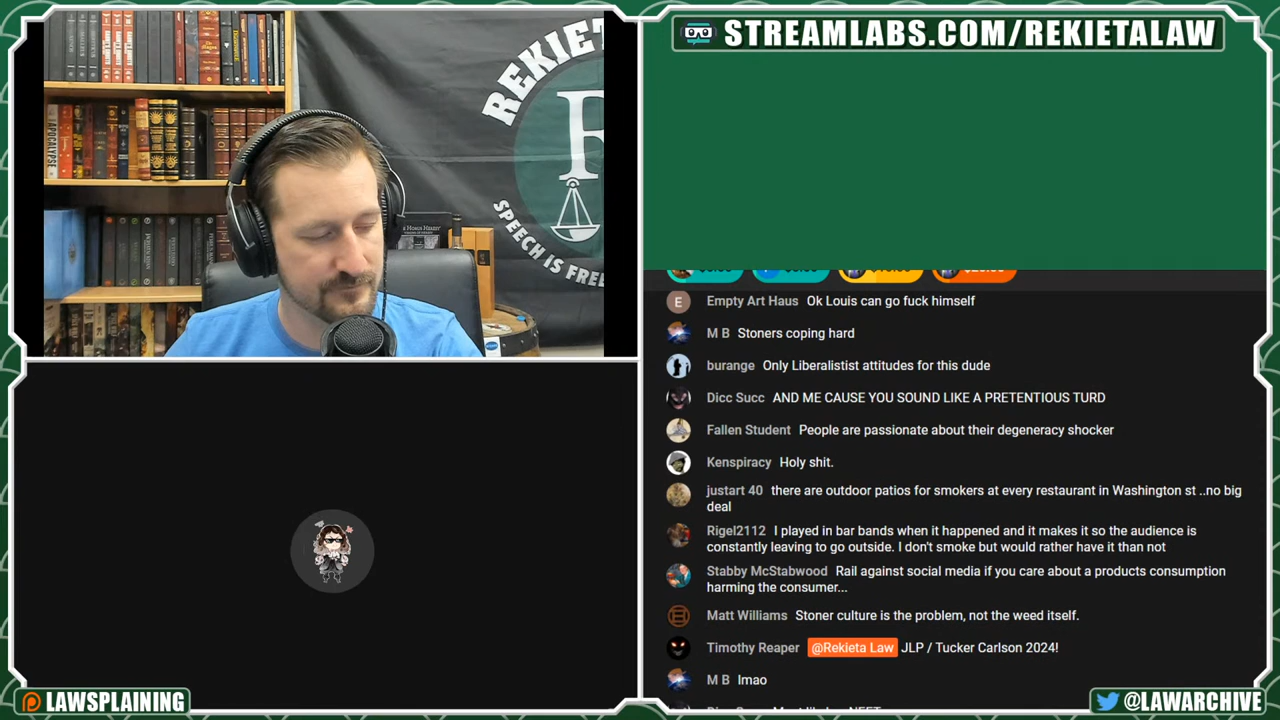 STREAMLABS.COM/REKIETALAW
REKIET
R
SPEECH IS FREE
Empty Art Haus Ok Louis can go fuck himself
M B Stoners coping hard
burange Only Liberalistist attitudes for this dude
Dicc Succ AND ME CAUSE YOU SOUND LIKE A PRETENTIOUS TURD
Fallen Student People are passionate about their degeneracy shocker
Kenspiracy Holy shit.
justart 40 there are outdoor patios for smokers at every restaurant in Washington st ..no big
deal
Rigel2112 I played in bar bands when it happened and it makes it so the audience is
constantly leaving to go outside. I don't smoke but would rather have it than not
Stabby McStabwood Rail against social media if you care about a products consumption
harming the consumer...
Matt Williams Stoner culture is the problem, not the weed itself.
Timothy Reaper @Rekieta Law JLP / Tucker Carlson 2024!
M B lmao
LAWSPLAINING
@LAWARCHIVE